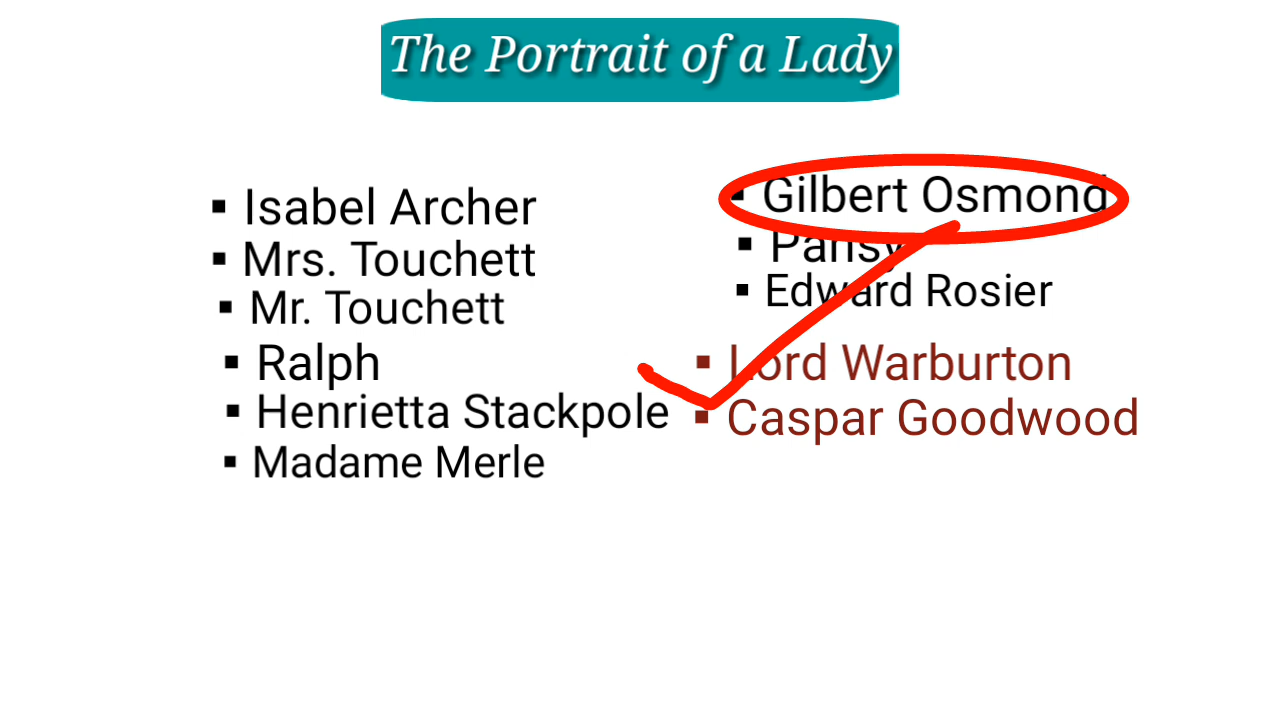 The Portrait of a Lady
▪ Isabel Archer
▪ Mrs. Touchett
▪ Mr. Touchett
▪ Ralph
▪ Henrietta Stackpole
▪ Madame Merle
▪ Gilbert Osmond
▪ Pansy
▪ Edward Rosier
▪ Lord Warburton
▪ Caspar Goodwood